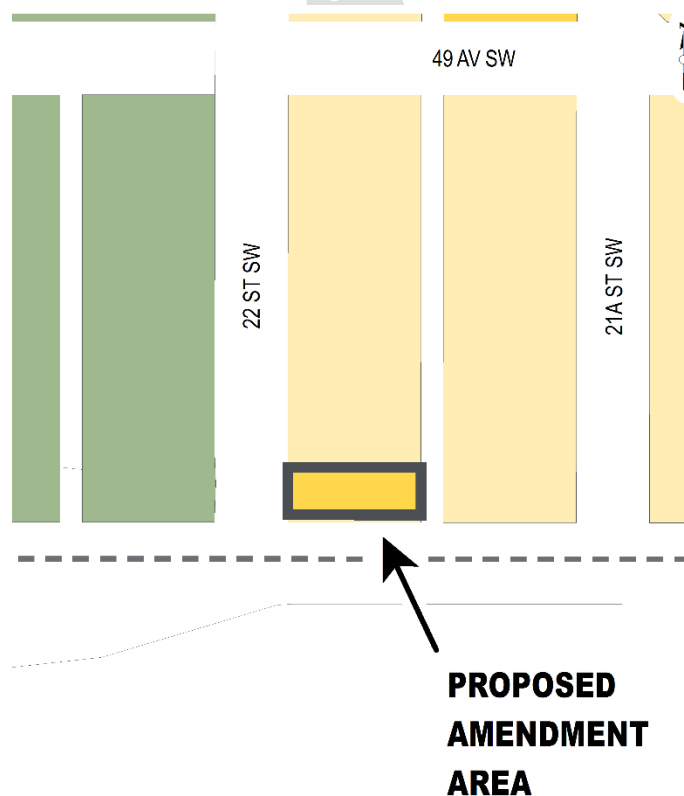 49 AV SW
22 ST SW
21A ST SW
PROPOSED
AMENDMENT
AREA